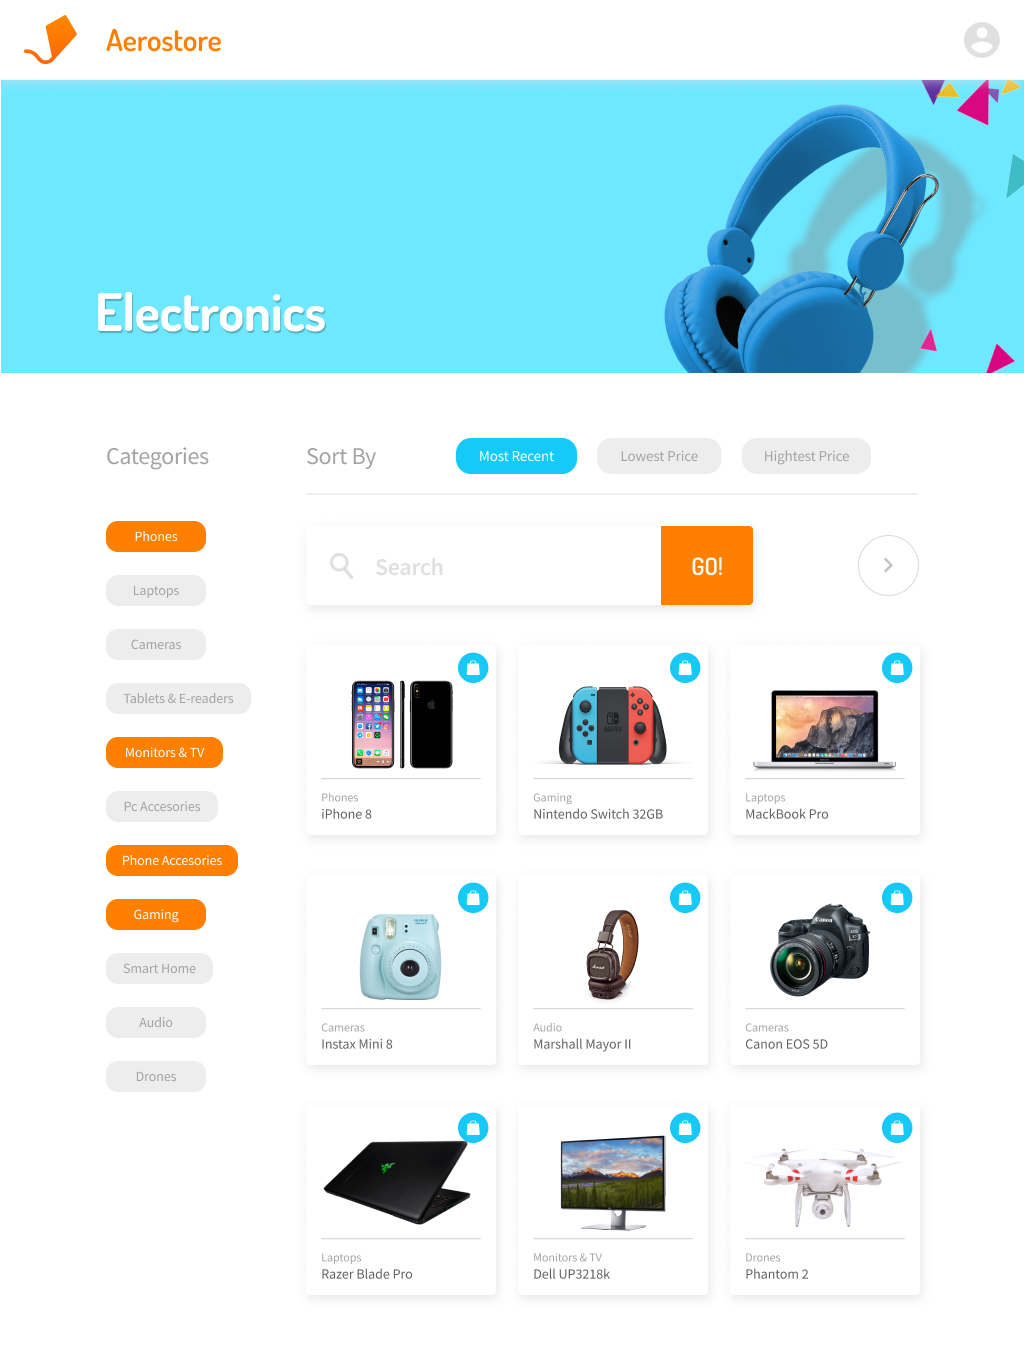 Aerostore
Electronics
Categories
Sort By
Most Recent
Lowest Price
Hightest Price
Phones
Laptops
Cameras
Tablets & E-readers
Monitors & TV
Pc Accesories
Phone Accesories
Gaming
Smart Home
Audio
Drones
Search
GO!
Phones
iPhone 8
Gaming
Nintendo Switch 32GB
Laptops
MackBook Pro
Cameras
Instax Mini 8
Audio
Marshall Mayor II
Canon
Cameras
Canon EOS 5D
Laptops
Razer Blade Pro
Monitors & TV
Dell UP3218k
Drones
Phantom 2